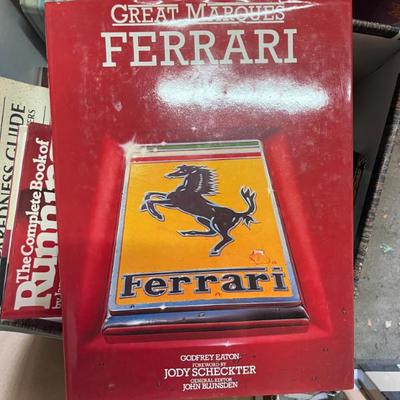 GREAT MARQUES
FERRARI
Ferrari
GODFREY EATON
FOREWORD BY
JODY SCHECKTER
GENERAL EDITOR
JOHN BLUNSDEN
The Complete Book of
Running
GUIDE